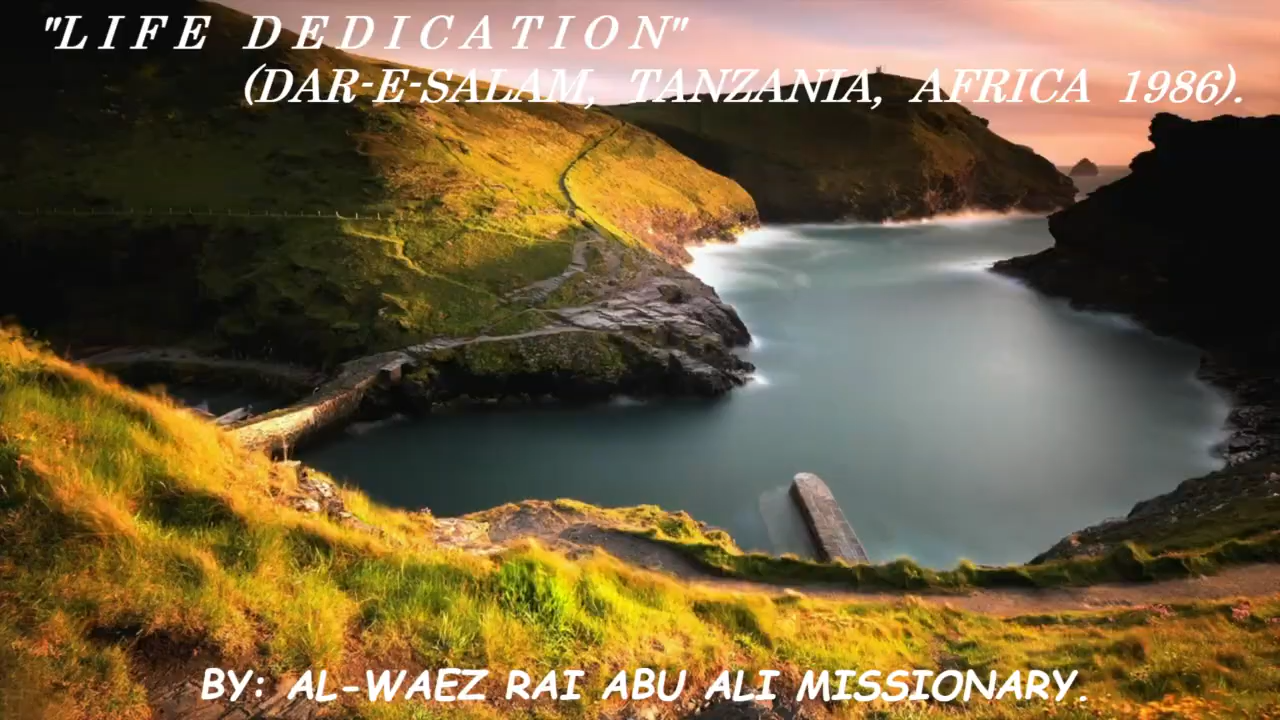 "LIFE DEDICATION"
(DAR-E-SALAM, TANZANIA, AFRICA 1986).
BY: AL-WAEZ RAI ABU ALI MISSIONARY.